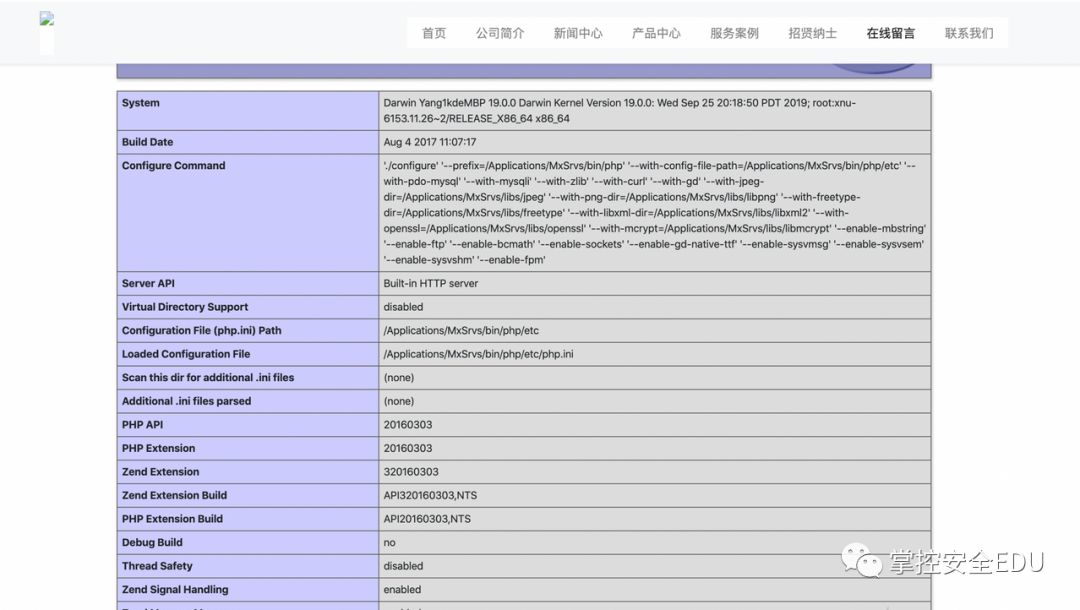 首页 公司简介 新闻中心 产品中心 服务案例 招贤纳士 在线留言 联系我们
System Darwin Yang1kdeMBP 19.0.0 Darwin Kernel Version 19.0.0: Wed Sep 25 20:18:50 PDT 2019; root:xnu-
6153.11.26~2/RELEASE_X86_64 x86_64
Build Date Aug 4 2017 11:07:17
Configure Command './configure' '--prefix=/Applications/MxSrvs/bin/php' '--with-config-file-path=/Applications/MxSrvs/bin/php/etc' '--
with-pdo-mysql' '--with-mysqli' '--with-zlib' '--with-curl' '--with-gd' '--with-jpeg-
dir=/Applications/MxSrvs/libs/jpeg' '--with-png-dir=/Applications/MxSrvs/libs/libpng' '--with-freetype-
dir=/Applications/MxSrvs/libs/freetype' '--with-libxml-dir=/Applications/MxSrvs/libs/libxml2' '--with-
openssl=/Applications/MxSrvs/libs/openssl' '--with-mcrypt=/Applications/MxSrvs/libs/libmcrypt' '--enable-mbstring'
'--enable-ftp' '--enable-bcmath' '--enable-sockets' '--enable-gd-native-ttf' '--enable-sysvmsg' '--enable-sysvsem'
'--enable-sysvshm' '--enable-fpm'
Server API Built-in HTTP server
Virtual Directory Support disabled
Configuration File (php.ini) Path /Applications/MxSrvs/bin/php/etc
Loaded Configuration File /Applications/MxSrvs/bin/php/etc/php.ini
Scan this dir for additional .ini files (none)
Additional .ini files parsed (none)
PHP API 20160303
PHP Extension 20160303
Zend Extension 320160303
Zend Extension Build API320160303,NTS
PHP Extension Build API20160303,NTS
Debug Build no
Thread Safety disabled
掌控安全EDU
Zend Signal Handling enabled